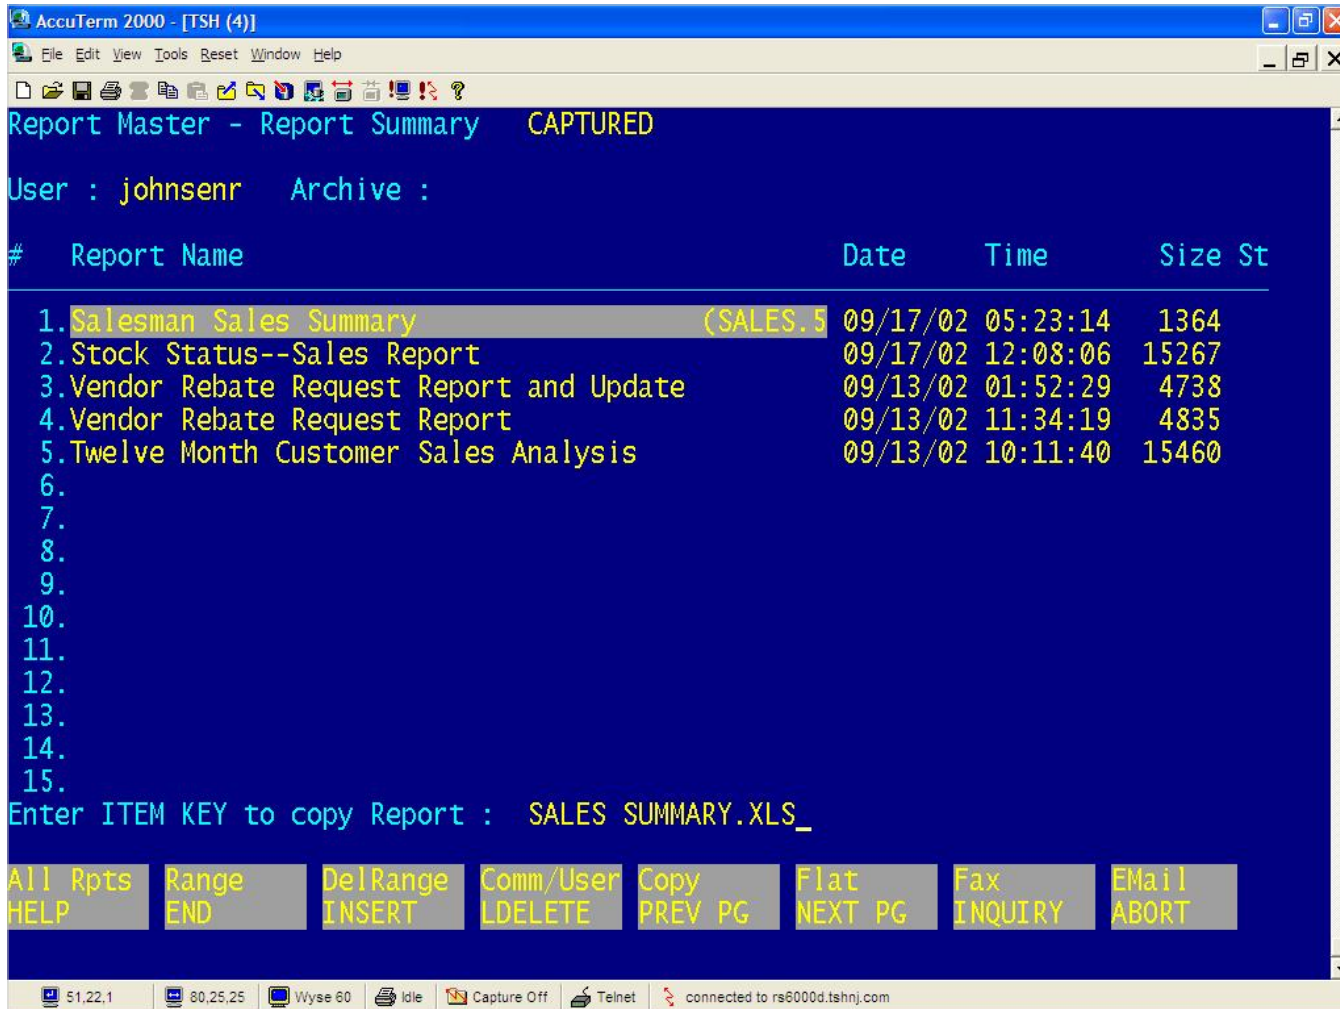 AccuTerm 2000 - [TSH (4)]
File Edit View Tools Reset Window Help
Report Master - Report Summary CAPTURED
User : johnsenr Archive :
# Report Name Date Time Size St
1. Salesman Sales Summary (SALES.5 09/17/02 05:23:14 1364
2. Stock Status--Sales Report 09/17/02 12:08:06 15267
3. Vendor Rebate Request Report and Update 09/13/02 01:52:29 4738
4. Vendor Rebate Request Report 09/13/02 11:34:19 4835
5. Twelve Month Customer Sales Analysis 09/13/02 10:11:40 15460
6.
7.
8.
9.
10.
11.
12.
13.
14.
15.
Enter ITEM KEY to copy Report : SALES SUMMARY.XLS_
All Rpts Range DelRange Comm/User Copy Flat Fax EMail
HELP END INSERT LDELETE PREV PG NEXT PG INQUIRY ABORT
51,22,1 80,25,25 Wyse 60 Idle Capture Off Telnet connected to rs6000d.tshnj.com